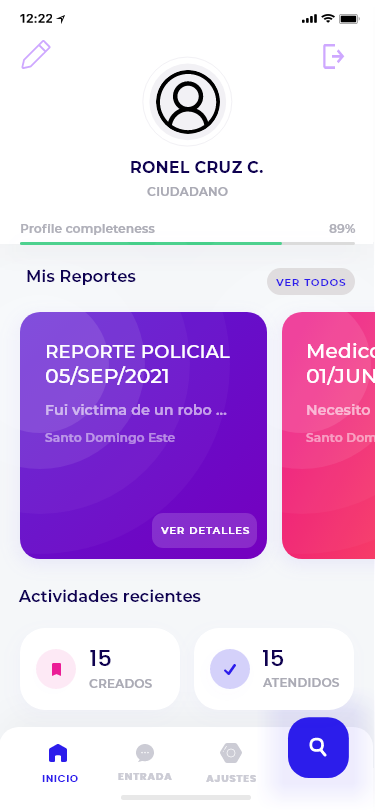 12:22
RONEL CRUZ C.
CIUDADANO
Profile completeness 89%
Mis Reportes
VER TODOS
REPORTE POLICIAL
05/SEP/2021
Fui victima de un robo ...
Santo Domingo Este
VER DETALLES
Medico
01/JUN
Necesito
Santo Dom
Actividades recientes
15
CREADOS
15
ATENDIDOS
INICIO
ENTRADA
AJUSTES